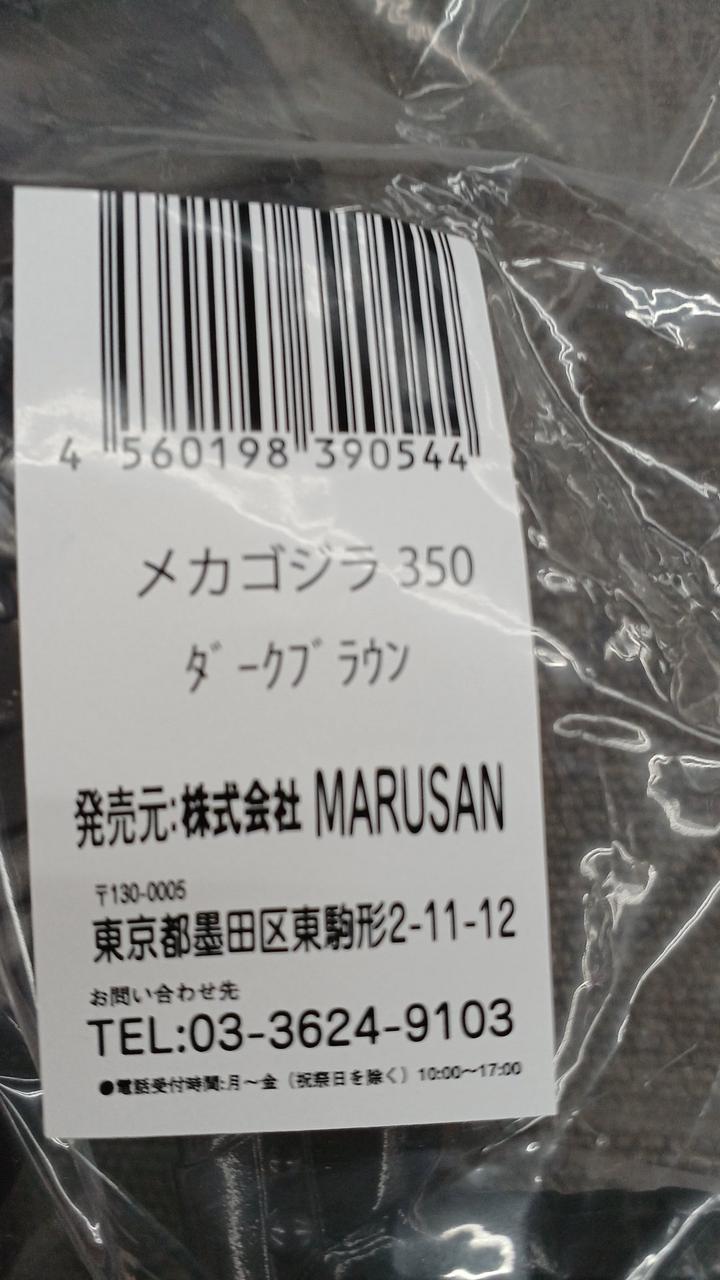 4 560198 390544
メカゴジラ 350
ﾀﾞｰｸﾌﾞﾗｳﾝ
発売元:株式会社 MARUSAN
〒130-0005
東京都墨田区東駒形2-11-12
お問い合わせ先
TEL:03-3624-9103
●電話受付時間:月〜金（祝祭日を除く）10:00〜17:00